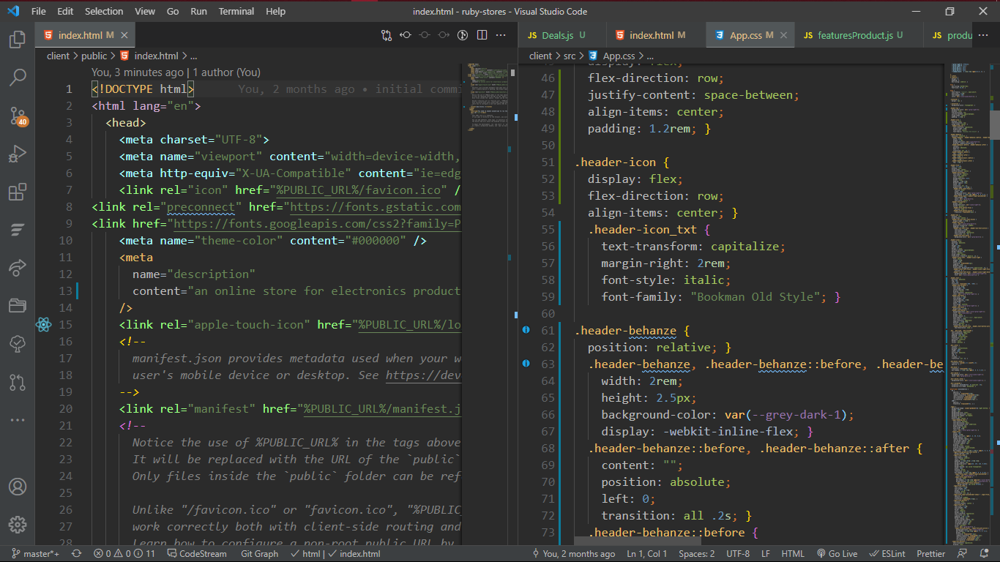 File Edit Selection View Go Run Terminal Help index.html - ruby-stores - Visual Studio Code
index.html M
JS Deals.js U index.html M App.css M JS featuresProduct.js U JS produ
client > public > index.html > ...
client > src > App.css > ...
40
You, 3 minutes ago | 1 author (You)
1 <!DOCTYPE html> You, 2 months ago • initial commi
2 <html lang="en">
3 <head>
4 <meta charset="UTF-8">
5 <meta name="viewport" content="width=device-width,
6 <meta http-equiv="X-UA-Compatible" content="ie=edg
7 <link rel="icon" href="%PUBLIC_URL%/favicon.ico" /
8 <link rel="preconnect" href="https://fonts.gstatic.com
9 <link href="https://fonts.googleapis.com/css2?family=P
10 <meta name="theme-color" content="#000000" />
11 <meta
12 name="description"
13 content="an online store for electronics product
14 />
15 <link rel="apple-touch-icon" href="%PUBLIC_URL%/lo
16 <!--
17 manifest.json provides metadata used when your w
18 user's mobile device or desktop. See https://dev
19 -->
20 <link rel="manifest" href="%PUBLIC_URL%/manifest.j
21 <!--
22 Notice the use of %PUBLIC_URL% in the tags above
23 It will be replaced with the URL of the `public`
24 Only files inside the `public` folder can be ref
25
26 Unlike "/favicon.ico" or "favicon.ico", "%PUBLIC_
27 work correctly both with client-side routing and
28 Learn how to configure a non-root public URL by
display: flex;
46 flex-direction: row;
47 justify-content: space-between;
48 align-items: center;
49 padding: 1.2rem; }
50
51 .header-icon {
52 display: flex;
53 flex-direction: row;
54 align-items: center; }
55 .header-icon_txt {
56 text-transform: capitalize;
57 margin-right: 2rem;
58 font-style: italic;
59 font-family: "Bookman Old Style"; }
60
61 .header-behanze {
62 position: relative; }
63 .header-behanze, .header-behanze::before, .header-be
64 width: 2rem;
65 height: 2.5px;
66 background-color: var(--grey-dark-1);
67 display: -webkit-inline-flex; }
68 .header-behanze::before, .header-behanze::after {
69 content: "";
70 position: absolute;
71 left: 0;
72 transition: all .2s; }
73 .header-behanze::before {
master*+ 0 0 11 CodeStream Git Graph html | index.html You, 2 months ago Ln 1, Col 1 Spaces: 2 UTF-8 LF HTML Go Live ESLint Prettier